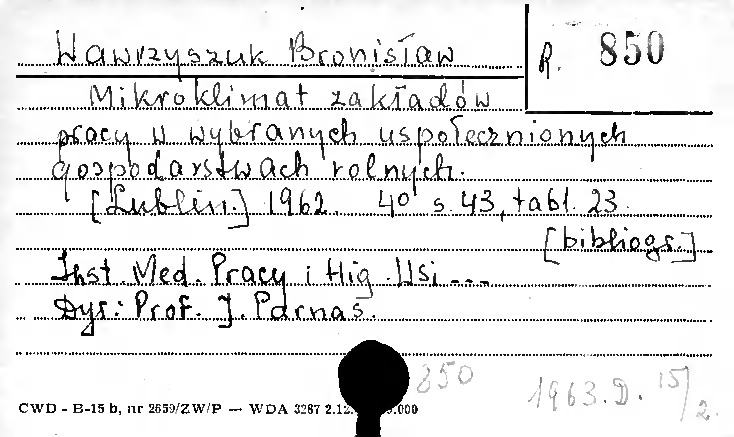 Wawrzyszuk Bronisław
R. 850
Mikroklimat zakładów
pracy w wybranych uspołecznionych
gospodarstwach rolnych.
[Lublin.] 1962. 4° s. 43, tabl. 23.
[bibliogr.]
Inst. Med. Pracy i Hig. Wsi ...
Dyr.: Prof. J. Parnas.
850
1963.D. 15/2.
CWD - B-15 b, nr 2659/ZW/P — WDA 3287 2.12. .000